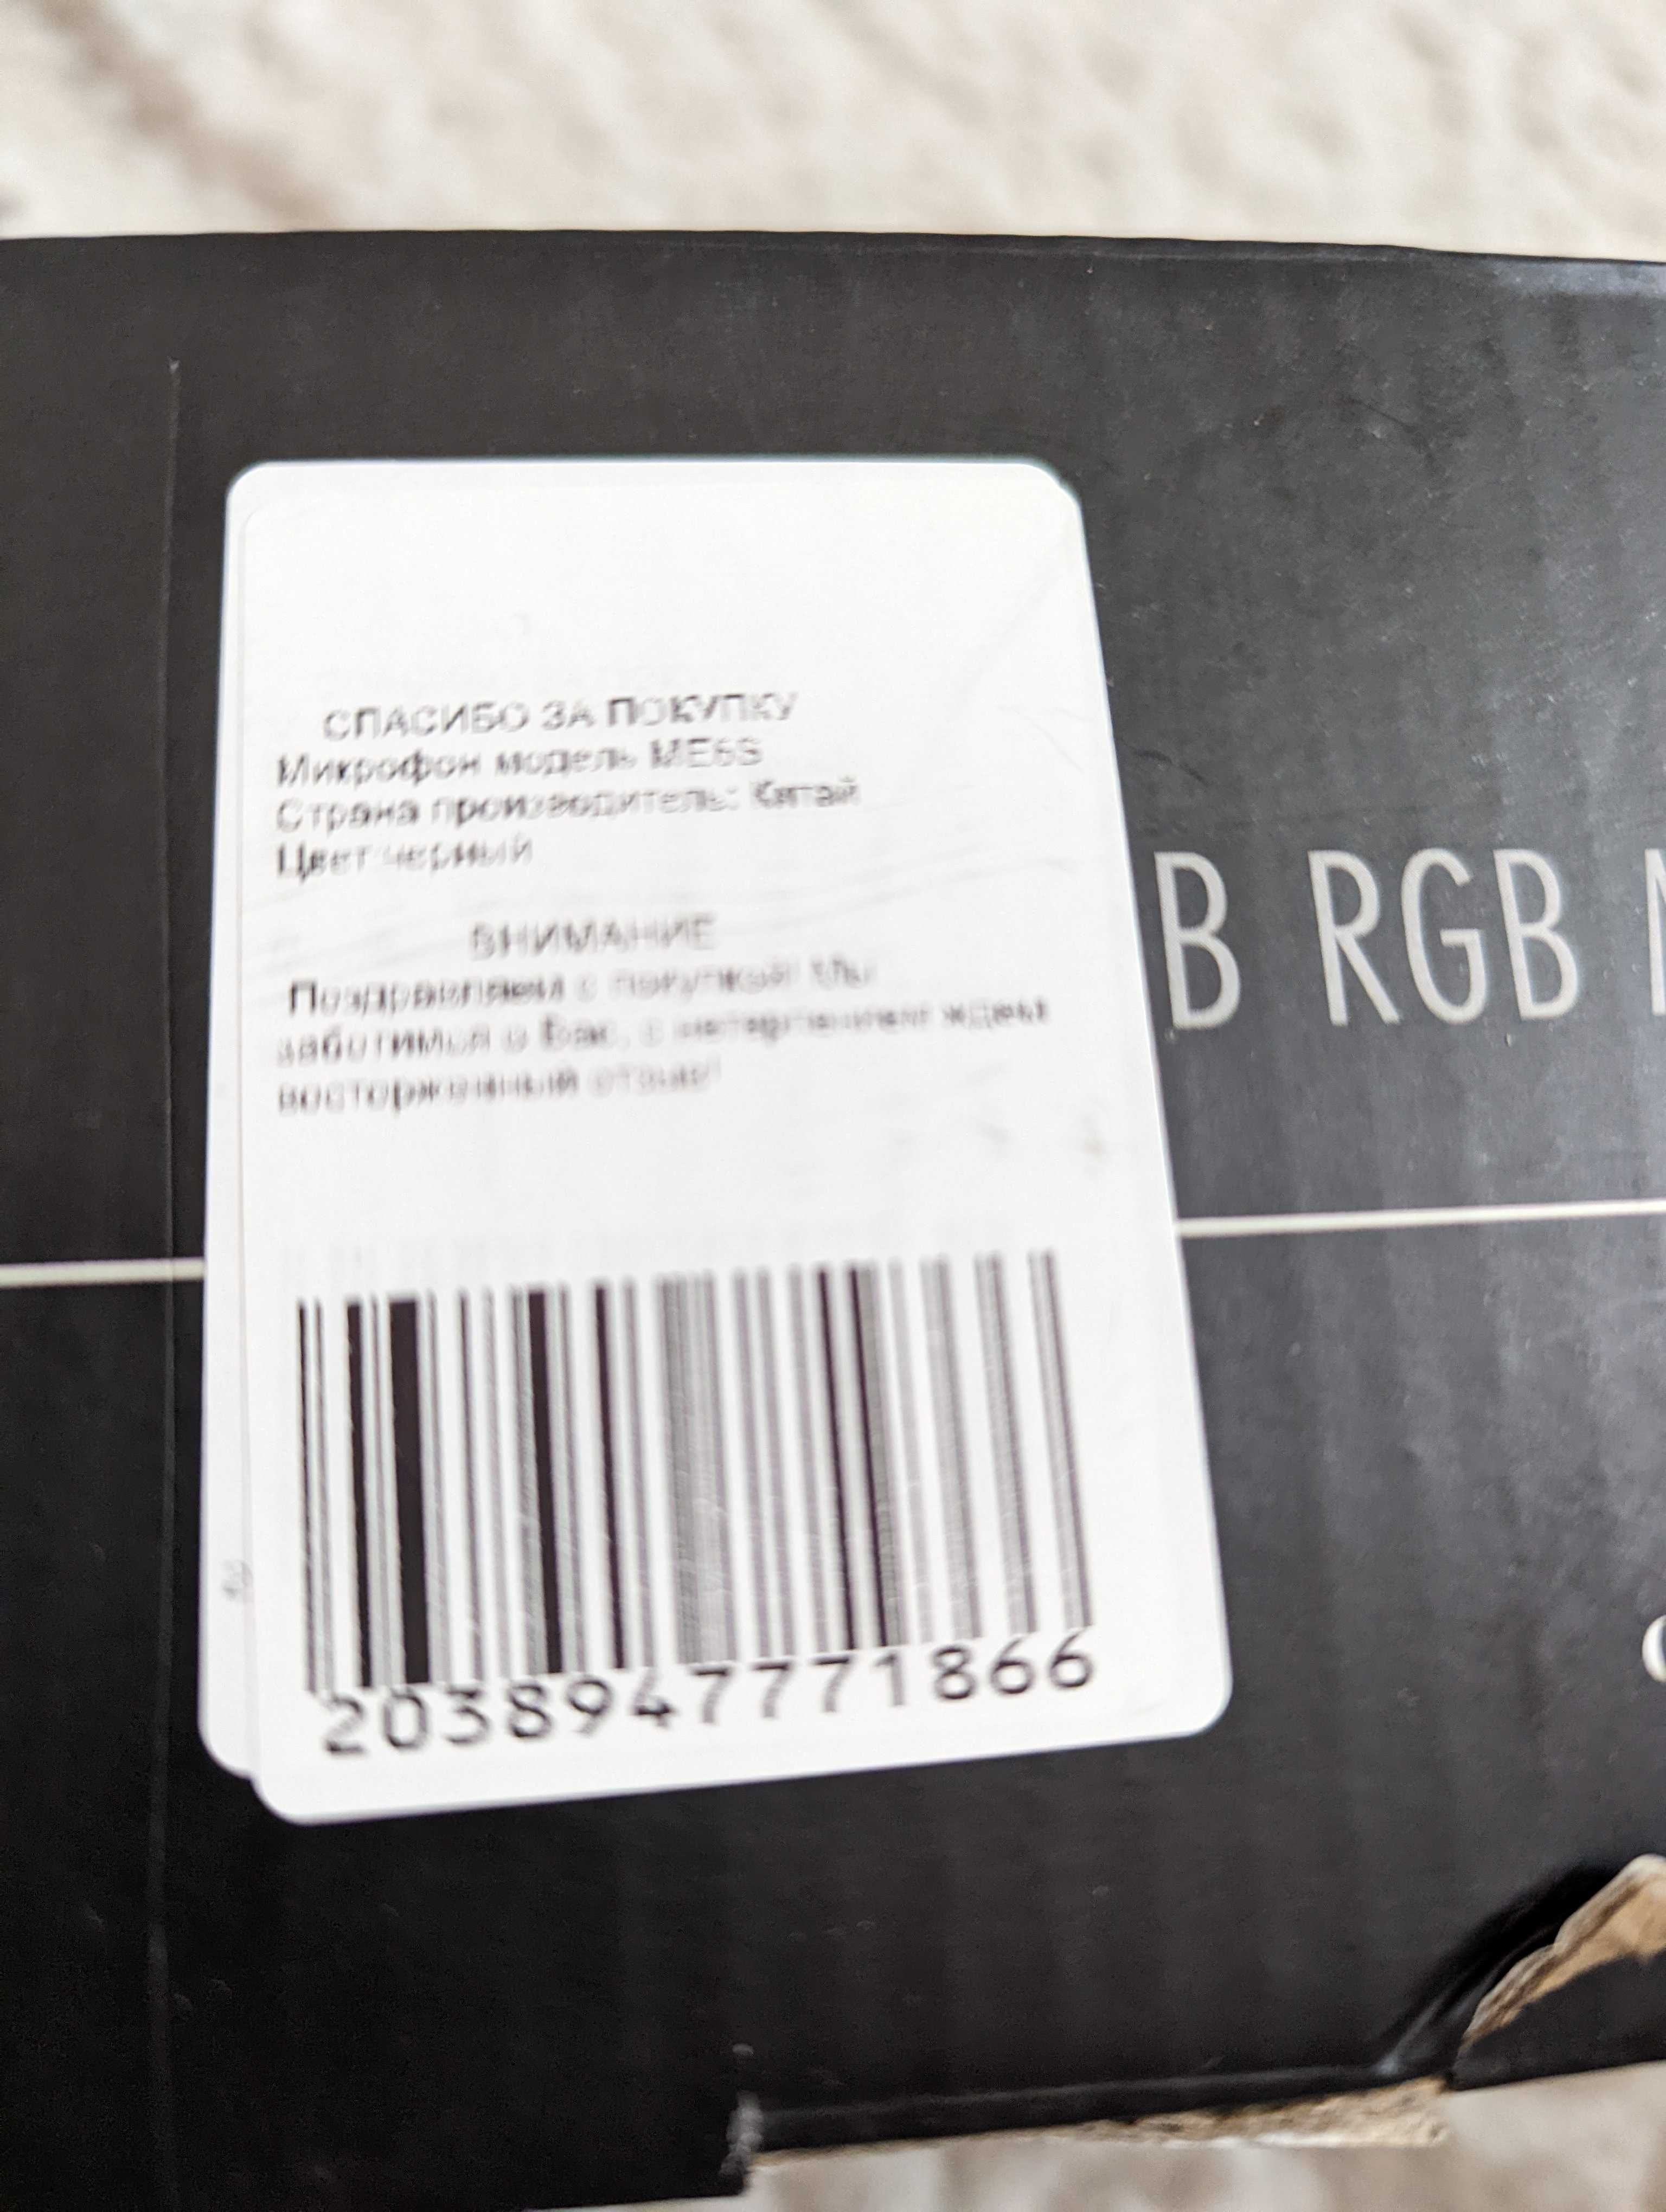 СПАСИБО ЗА ПОКУПКУ
Микрофон модель ME6S
Страна производитель: Китай
Цвет черный
ВНИМАНИЕ
Поздравляем с покупкой! Мы
заботимся о Вас, с нетерпением ждем
восторженный отзыв!
B RGB
2038947771866